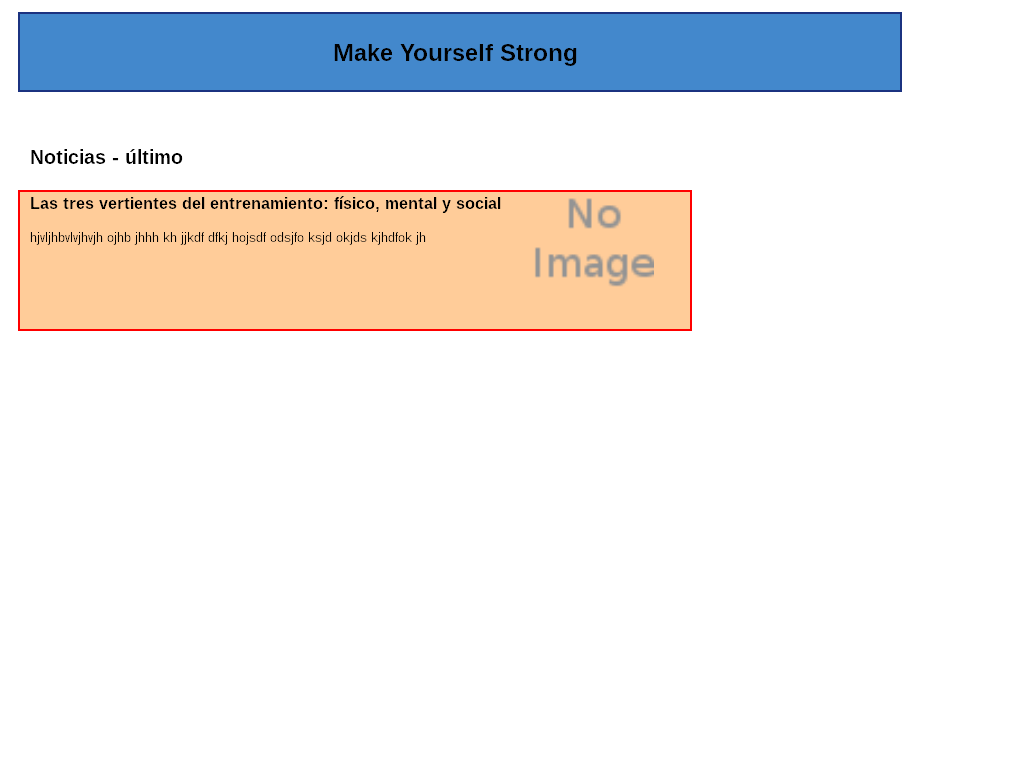 Make Yourself Strong
Noticias - último
Las tres vertientes del entrenamiento: físico, mental y social
hjvljhbvlvjhvjh ojhb jhhh kh jjkdf dfkj hojsdf odsjfo ksjd okjds kjhdfok jh
No
Image